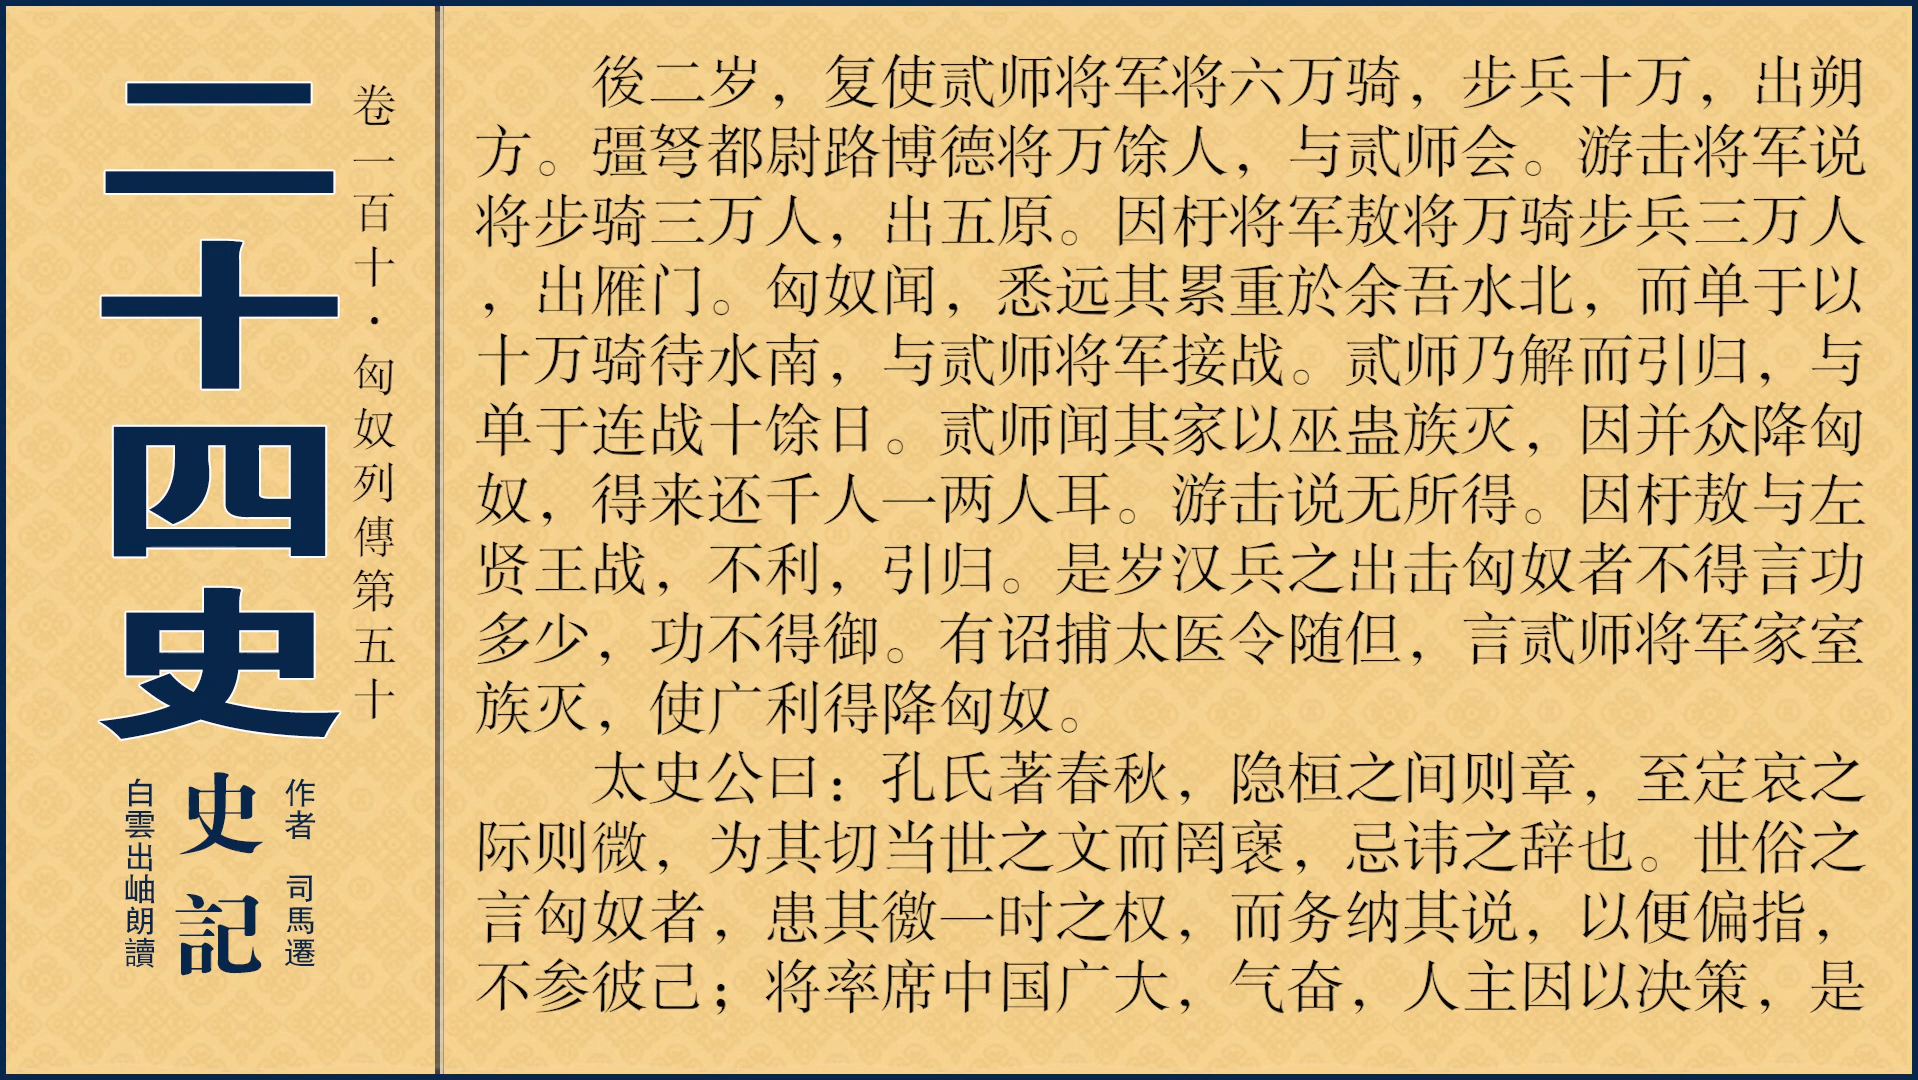 二十四史
卷一百十·匈奴列傳第五十
作者 司馬遷
史記
白雲出岫朗讀
後二岁，复使贰师将军将六万骑，步兵十万，出朔
方。彊弩都尉路博德将万馀人，与贰师会。游击将军说
将步骑三万人，出五原。因杅将军敖将万骑步兵三万人
，出雁门。匈奴闻，悉远其累重於余吾水北，而单于以
十万骑待水南，与贰师将军接战。贰师乃解而引归，与
单于连战十馀日。贰师闻其家以巫蛊族灭，因并众降匈
奴，得来还千人一两人耳。游击说无所得。因杅敖与左
贤王战，不利，引归。是岁汉兵之出击匈奴者不得言功
多少，功不得御。有诏捕太医令随但，言贰师将军家室
族灭，使广利得降匈奴。
太史公曰：孔氏著春秋，隐桓之间则章，至定哀之
际则微，为其切当世之文而罔褒，忌讳之辞也。世俗之
言匈奴者，患其徼一时之权，而务纳其说，以便偏指，
不参彼己；将率席中国广大，气奋，人主因以决策，是